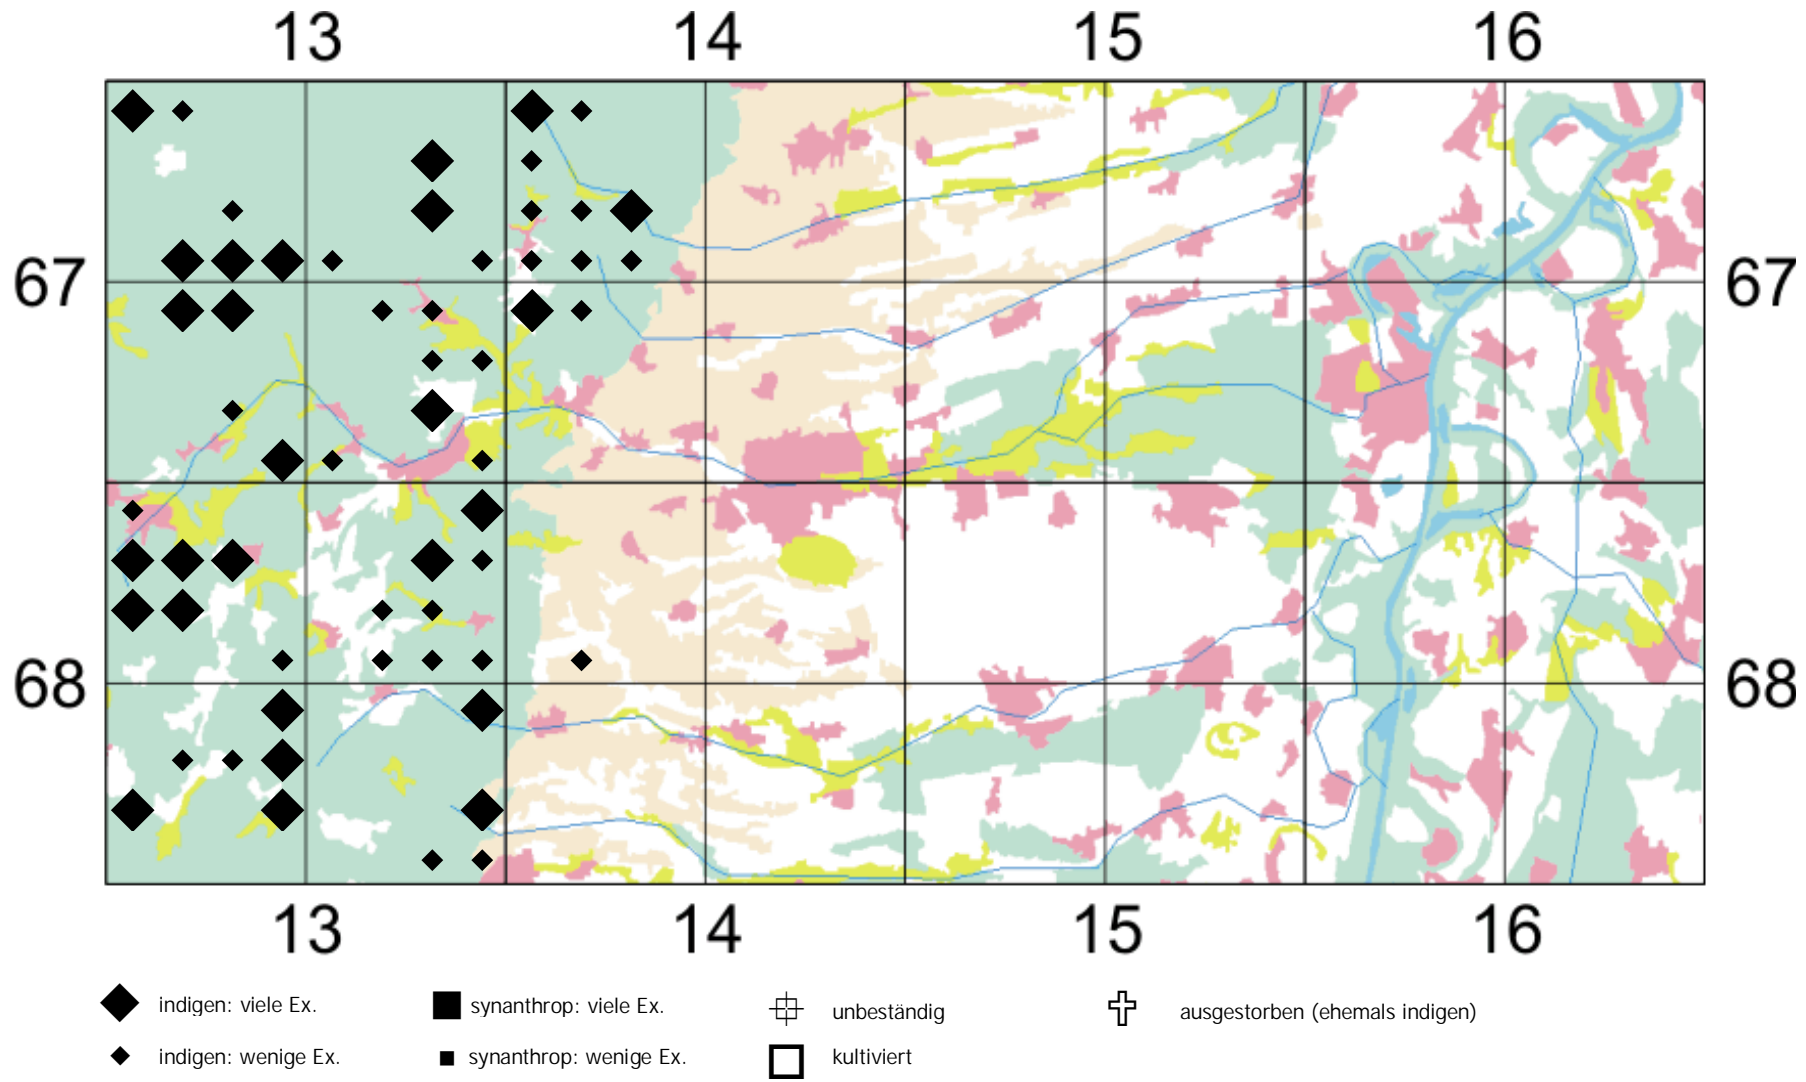 13 14 15 16
67 67
68 68
13 14 15 16
indigen: viele Ex. synanthrop: viele Ex. unbeständig ausgestorben (ehemals indigen)
indigen: wenige Ex. synanthrop: wenige Ex. kultiviert